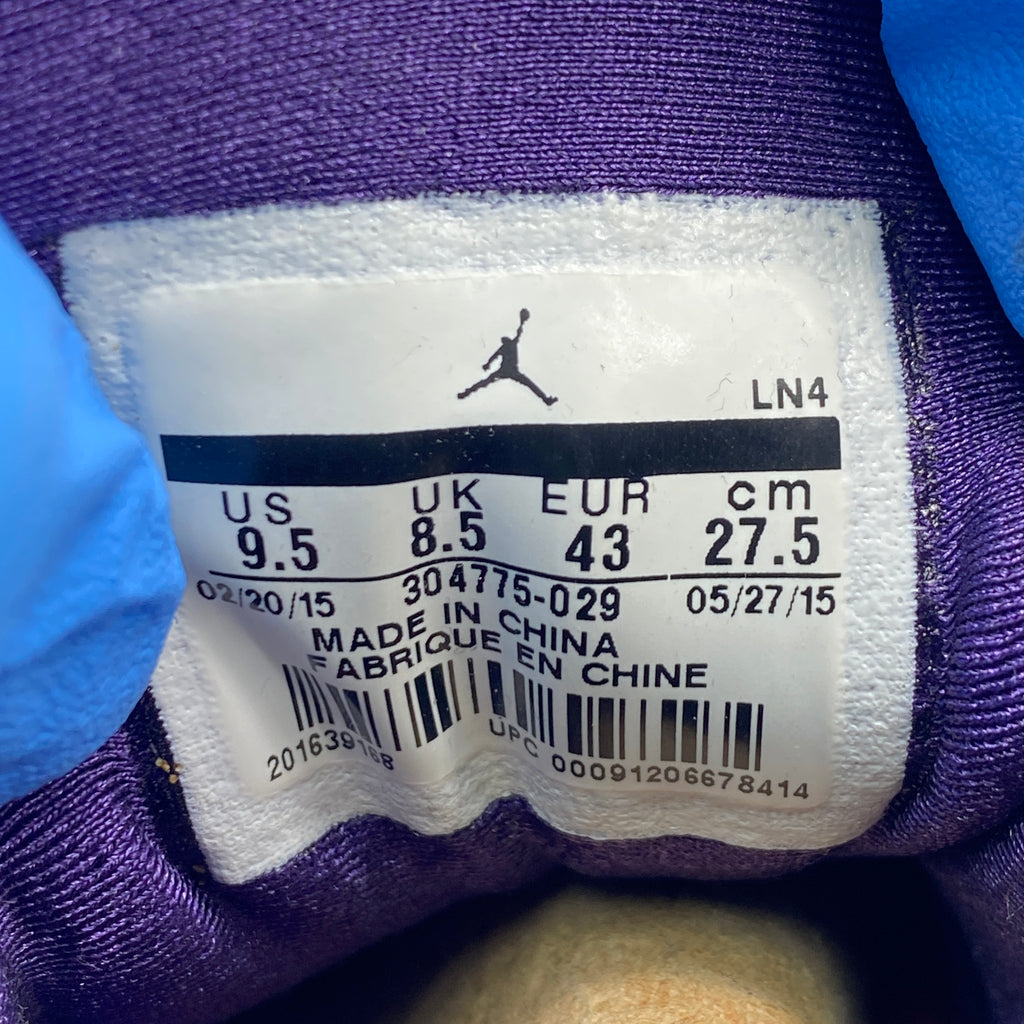 LN4
US UK EUR cm
9.5 8.5 43 27.5
02/20/15 304775-029 05/27/15
MADE IN CHINA
FABRIQUE EN CHINE
201639168 UPC 00091206678414